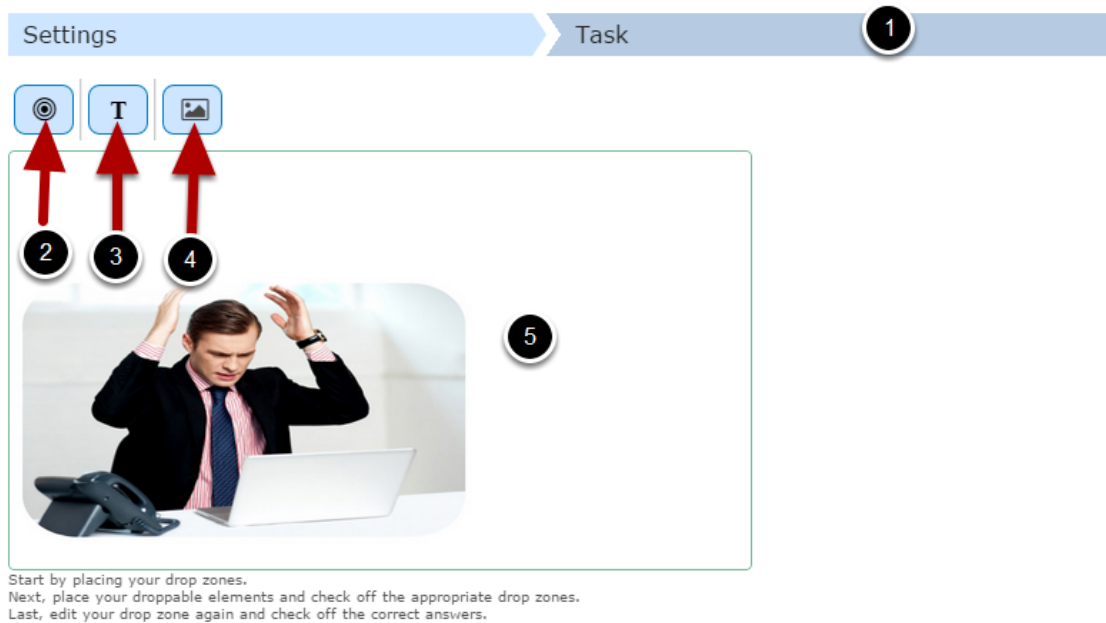 Settings
Task
1
T
2
3
4
5
Start by placing your drop zones.
Next, place your droppable elements and check off the appropriate drop zones.
Last, edit your drop zone again and check off the correct answers.